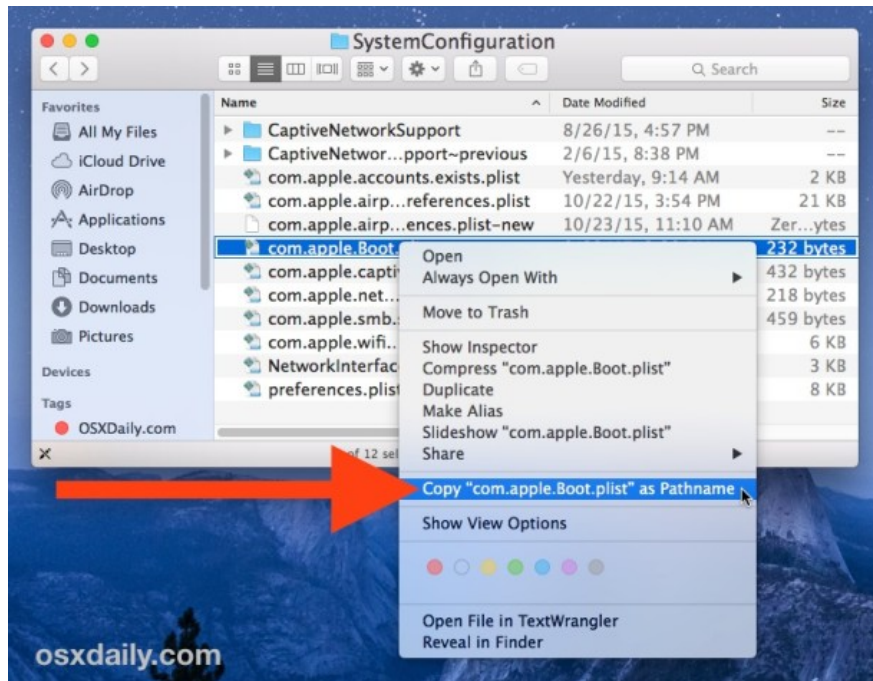 SystemConfiguration
Search
Favorites
All My Files
iCloud Drive
AirDrop
Applications
Desktop
Documents
Downloads
Pictures
Devices
Tags
OSXDaily.com
Name Date Modified Size
CaptiveNetworkSupport 8/26/15, 4:57 PM --
CaptiveNetwor...pport~previous 2/6/15, 8:38 PM --
com.apple.accounts.exists.plist Yesterday, 9:14 AM 2 KB
com.apple.airp...references.plist 10/22/15, 3:54 PM 21 KB
com.apple.airp...ences.plist-new 10/23/15, 11:10 AM Zer...ytes
com.apple.Boot 232 bytes
com.apple.capti 432 bytes
com.apple.net... 218 bytes
com.apple.smb. 459 bytes
com.apple.wifi.. 6 KB
NetworkInterfac 3 KB
preferences.plist 8 KB
of 12 sel
Open
Always Open With
Move to Trash
Show Inspector
Compress “com.apple.Boot.plist”
Duplicate
Make Alias
Slideshow “com.apple.Boot.plist”
Share
Copy “com.apple.Boot.plist” as Pathname
Show View Options
Open File in TextWrangler
Reveal in Finder
osxdaily.com